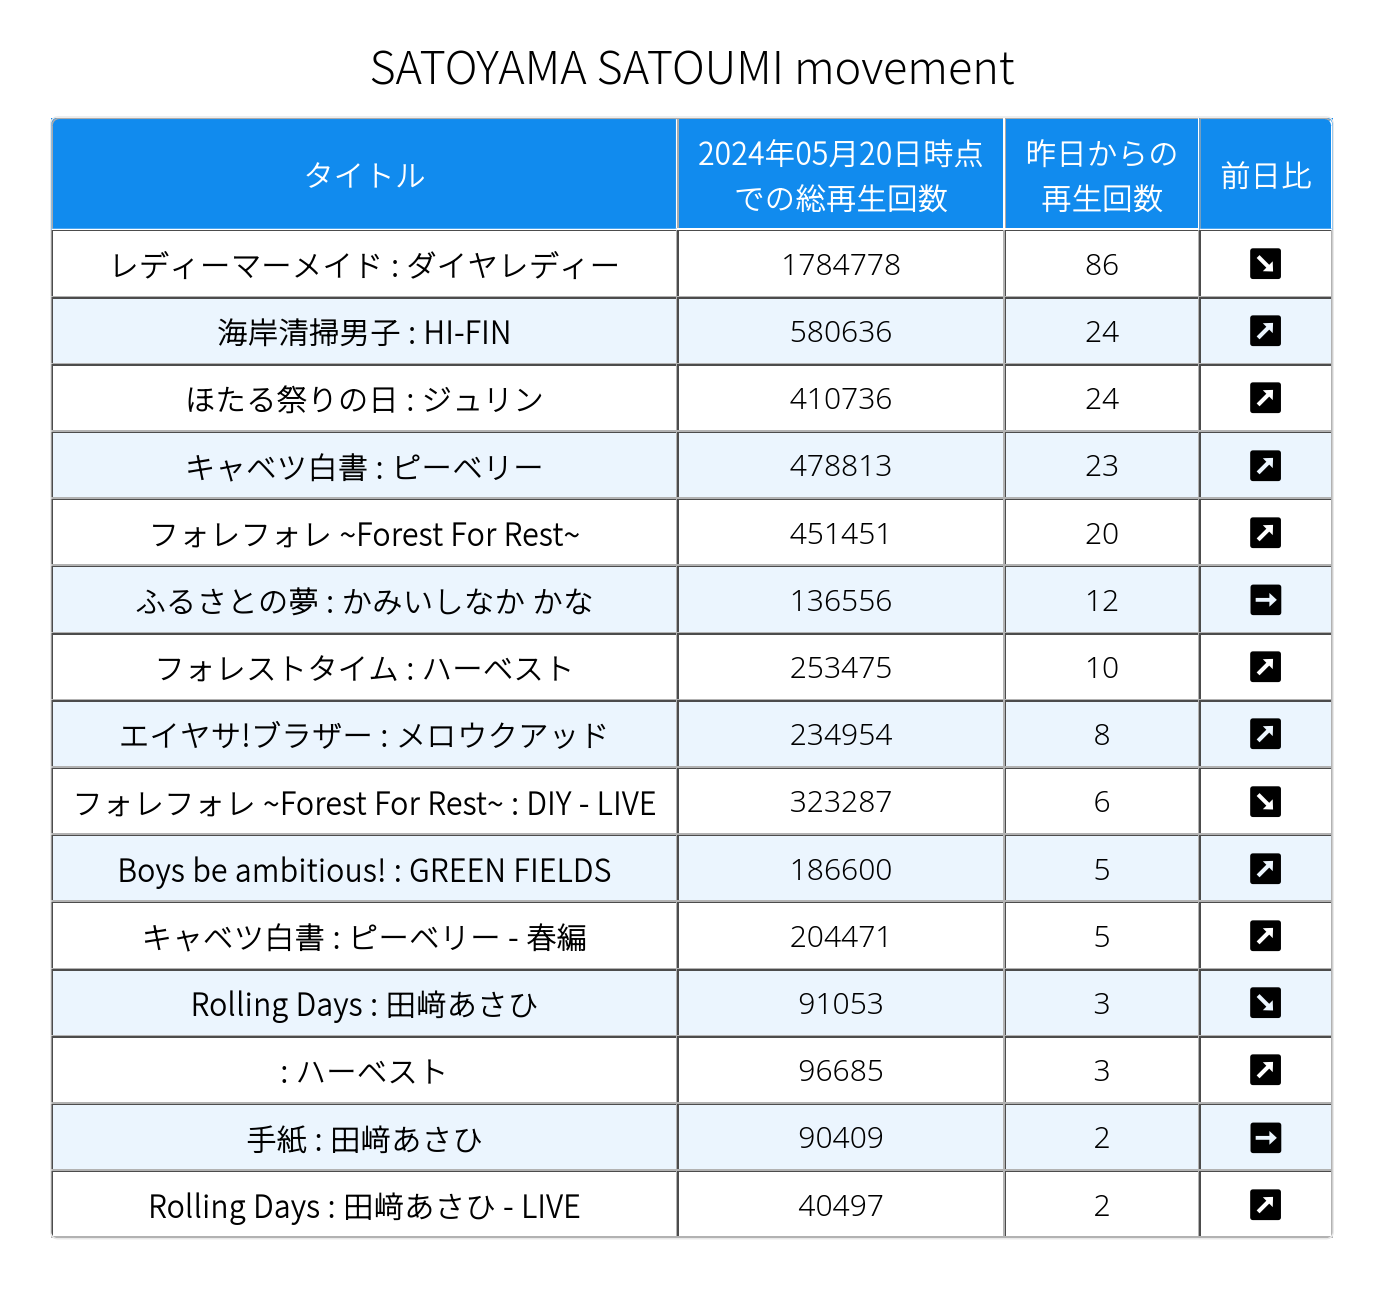 SATOYAMA SATOUMI movement
タイトル 2024年05月20日時点での総再生回数 昨日からの再生回数 前日比
レディーマーメイド : ダイヤレディー 1784778 86 ↘
海岸清掃男子 : HI-FIN 580636 24 ↗
ほたる祭りの日 : ジュリン 410736 24 ↗
キャベツ白書 : ピーベリー 478813 23 ↗
フォレフォレ ~Forest For Rest~ 451451 20 ↗
ふるさとの夢 : かみいしなか かな 136556 12 →
フォレストタイム : ハーベスト 253475 10 ↗
エイヤサ!ブラザー : メロウクアッド 234954 8 ↗
フォレフォレ ~Forest For Rest~ : DIY - LIVE 323287 6 ↘
Boys be ambitious! : GREEN FIELDS 186600 5 ↗
キャベツ白書 : ピーベリー - 春編 204471 5 ↗
Rolling Days : 田﨑あさひ 91053 3 ↘
: ハーベスト 96685 3 ↗
手紙 : 田﨑あさひ 90409 2 →
Rolling Days : 田﨑あさひ - LIVE 40497 2 ↗